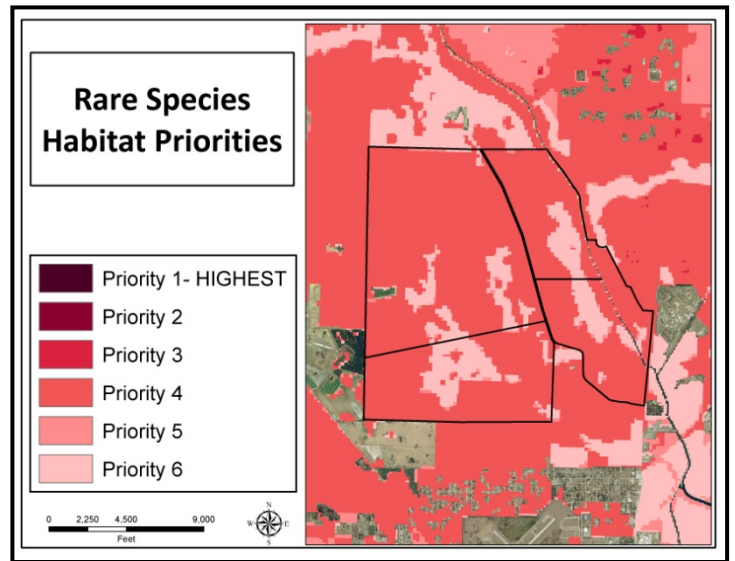 Rare Species
Habitat Priorities
Priority 1- HIGHEST
Priority 2
Priority 3
Priority 4
Priority 5
Priority 6
0 2,250 4,500 9,000
Feet
N
W E
S